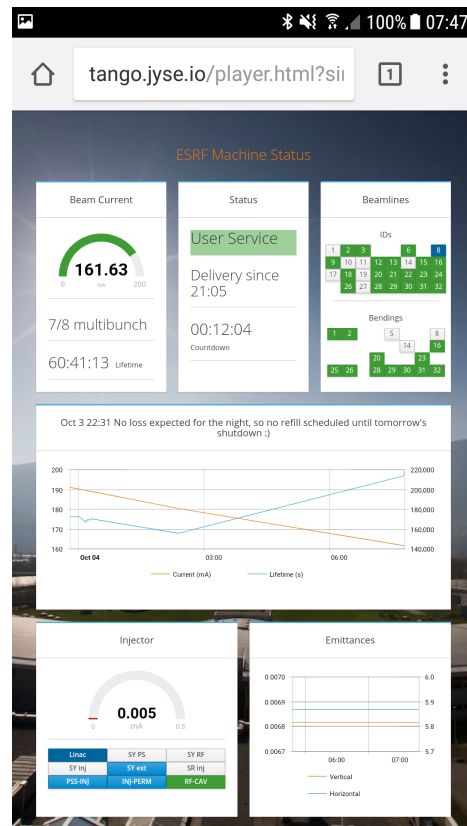 100% 07:47
tango.jyse.io/player.html?sii
1
ESRF Machine Status
Beam Current
161.63
0 mA 200
7/8 multibunch
60:41:13 Lifetime
Status
User Service
Delivery since
21:05
00:12:04
Countdown
Beamlines
IDs
1 2 3 6 8
9 10 11 12 13 14 15 16
17 18 19 20 21 22 23 24
26 27 28 29 30 31 32
Bendings
1 2 5 8
14 16
20 23
25 26 28 29 30 31 32
Oct 3 22:31 No loss expected for the night, so no refill scheduled until tomorrow's
shutdown :)
200 220,000
190 200,000
180 180,000
170 160,000
160 140,000
Oct 04 03:00 06:00
Current (mA) Lifetime (s)
Injector
0.005
0 mA 0.5
Linac SY PS SY RF
SY inj SY ext SR inj
PSS-INJ INJ-PERM RF-CAV
Emittances
0.0070 6.0
0.0069 5.9
0.0068 5.8
0.0067 5.7
06:00 07:00
Vertical
Horizontal